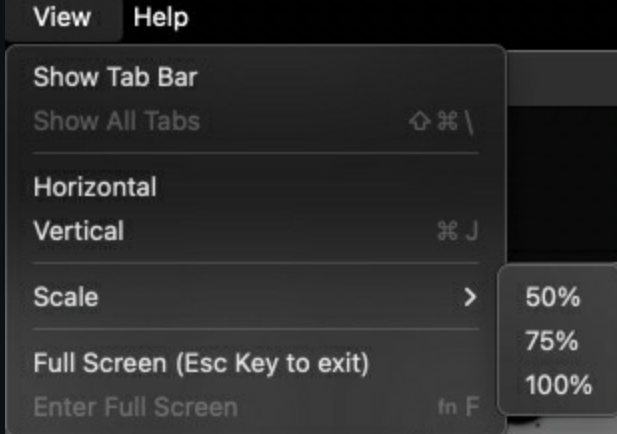 View Help
Show Tab Bar
Show All Tabs ⇧⌘\
Horizontal
Vertical ⌘J
Scale >
50%
75%
100%
Full Screen (Esc Key to exit)
Enter Full Screen fn F